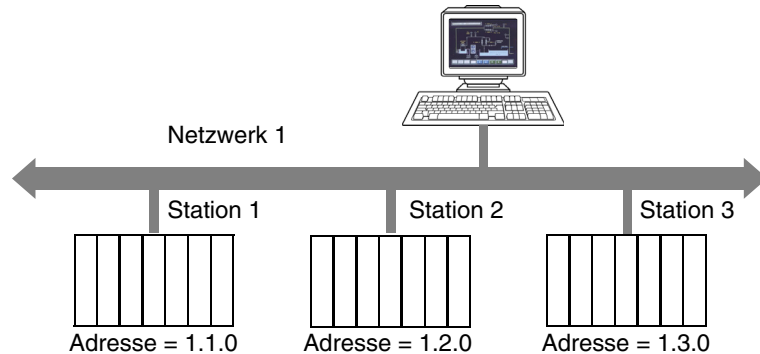 Netzwerk 1
Station 1
Station 2
Station 3
Adresse = 1.1.0
Adresse = 1.2.0
Adresse = 1.3.0